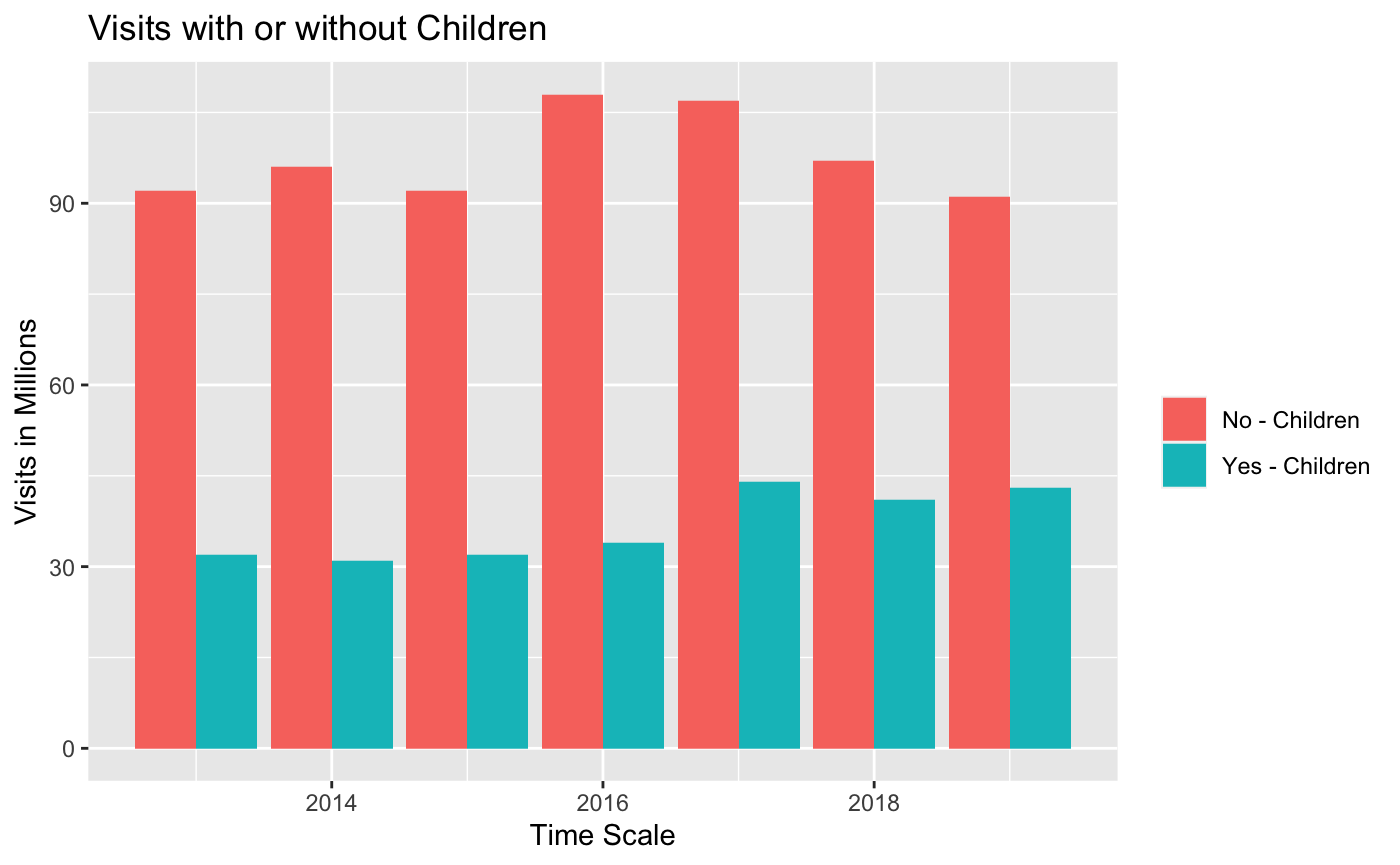 Visits with or without Children
Visits in Millions
90
60
30
0
2014
2016
2018
Time Scale
No - Children
Yes - Children